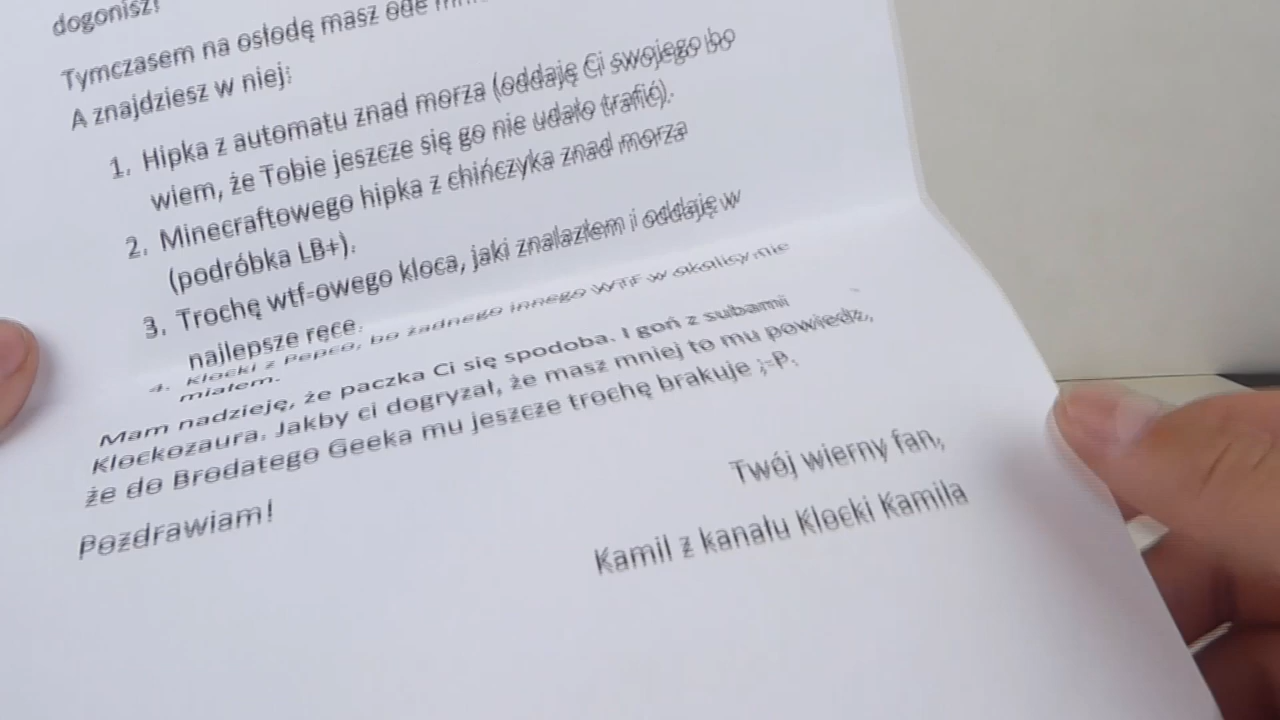 dogonisz!
Tymczasem na osłodę masz ode
A znajdziesz w niej:
1. Hipka z automatu znad morza (oddaję Ci swojego bo
wiem, że Tobie jeszcze się go nie udało trafić).
2. Minecraftowego hipka z chińczyka znad morza
(podróbka LB+).
3. Trochę wtf-owego kloca, jaki znalazłem i oddaję w
najlepsze ręce.
4. Klocki z Pepco, bo żadnego innego WTF w okolicy nie
miałem.
Mam nadzieję, że paczka Ci się spodoba. I goń z subami
Klockozaura. Jakby ci dogryzał, że masz mniej to mu powiedz,
że do Brodatego Geeka mu jeszcze trochę brakuje ;-P.
Pozdrawiam!
Twój wierny fan,
Kamil z kanału Klocki Kamila